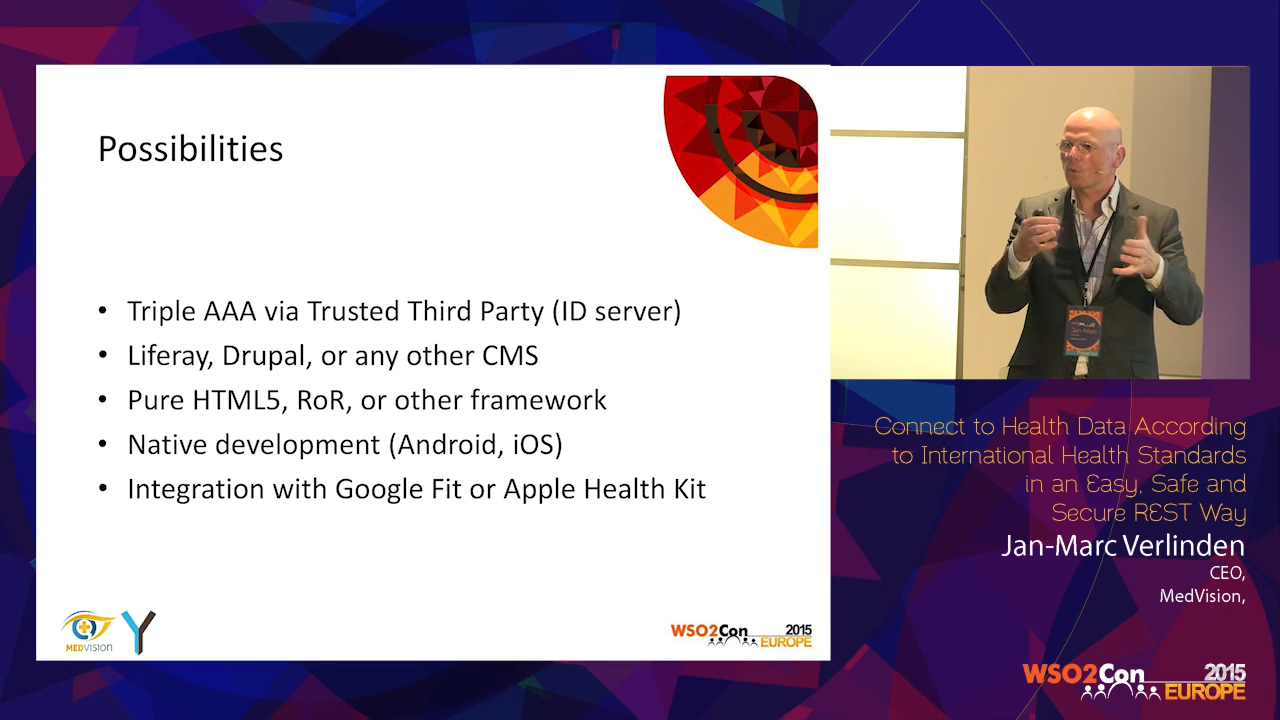 Possibilities
• Triple AAA via Trusted Third Party (ID server)
• Liferay, Drupal, or any other CMS
• Pure HTML5, RoR, or other framework
• Native development (Android, iOS)
• Integration with Google Fit or Apple Health Kit
MEDVISION
WSO2Con 2015
EUROPE
Jan-Marc
Connect to Health Data According
to International Health Standards
in an Easy, Safe and
Secure REST Way
Jan-Marc Verlinden
CEO,
MedVision,
WSO2Con 2015
EUROPE